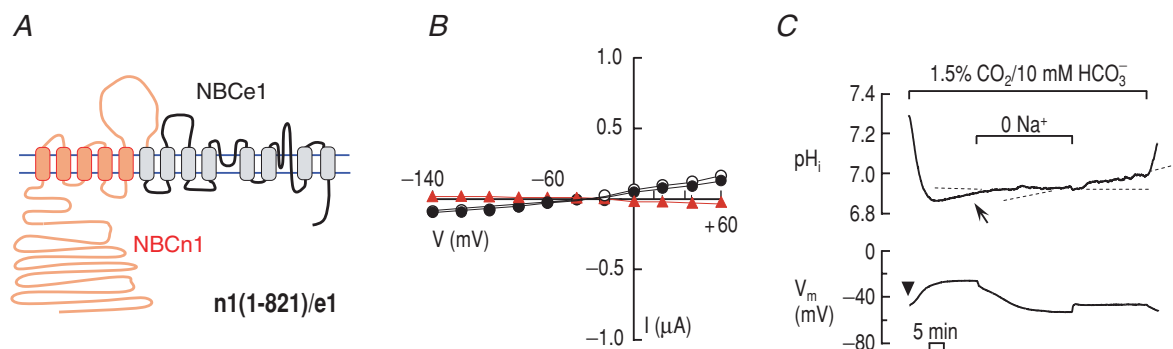 A
NBCe1
NBCn1
n1(1-821)/e1
B
1.0
0.5
−140
−60
+60
V (mV)
−0.5
−1.0
I (μA)
C
1.5% CO₂/10 mM HCO₃⁻
7.4
0 Na⁺
7.2
pHᵢ
7.0
6.8
0
Vₘ
(mV)
−40
−80
5 min